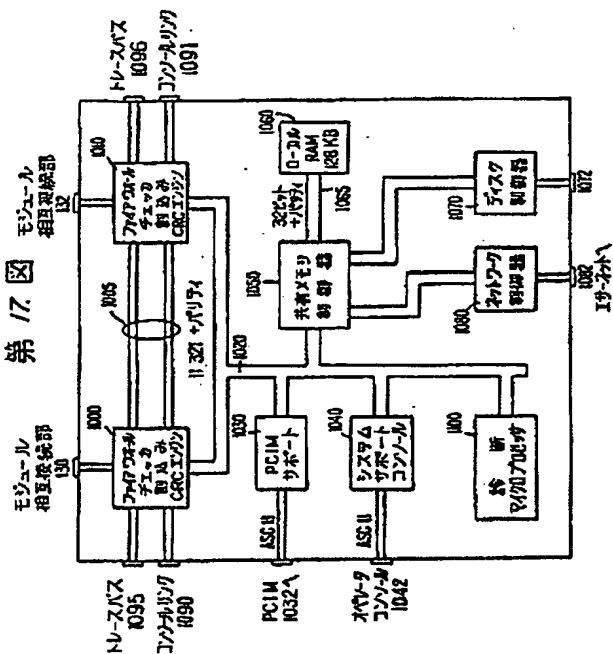 第 17 図
モジュール
相互接続部
130
モジュール
相互接続部
132
トレースバス
1095
コンソールリンク
1090
トレースバス
1096
コンソールリンク
1091
1000
ファイアウォール
チェッカ
割込み
CRCエンジン
1005
1010
ファイアウォール
チェッカ
割込み
CRCエンジン
+パリティ
1020
PCIM
1032へ
ASCII
1030
PCIM
サポート
オペレータ
コンソール
1042
ASCII
1040
システム
サポート
コンソール
1100
診断
マイクロプロセッサ
1050
共有メモリ
制御器
32ビット
+パリティ
1065
1060
ローカル
RAM
128 KB
1080
ネットワーク
制御器
1082
イサーネットへ
1070
ディスク
制御器
1072